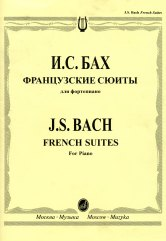 J.S. Bach. French Suites
И.С. БАХ
ФРАНЦУЗСКИЕ СЮИТЫ
для фортепиано
J.S. BACH
FRENCH SUITES
For Piano
Москва · Музыка Moscow · Muzyka